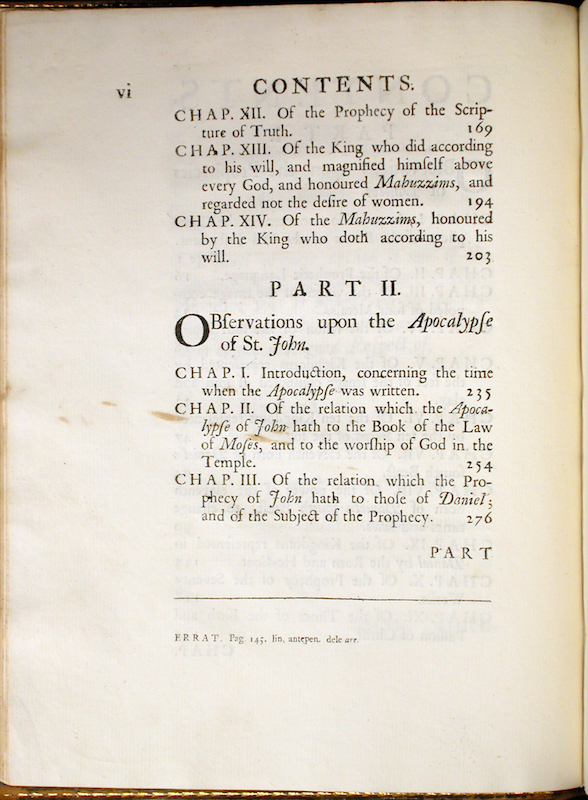 vi
CONTENTS.
CHAP. XII. Of the Prophecy of the Scrip-
ture of Truth. 169
CHAP. XIII. Of the King who did according
to his will, and magnified himſelf above
every God, and honoured Mahuzzims, and
regarded not the deſire of women. 194
CHAP. XIV. Of the Mahuzzims, honoured
by the King who doth according to his
will. 203
PART II.
OBſervations upon the Apocalypſe
of St. John.
CHAP. I. Introduction, concerning the time
when the Apocalypſe was written. 235
CHAP. II. Of the relation which the Apoca-
lypſe of John hath to the Book of the Law
of Moſes, and to the worſhip of God in the
Temple. 254
CHAP. III. Of the relation which the Pro-
phecy of John hath to thoſe of Daniel;
and of the Subject of the Prophecy. 276
PART
ERRAT. Pag. 145. lin, antepen. dele arr.